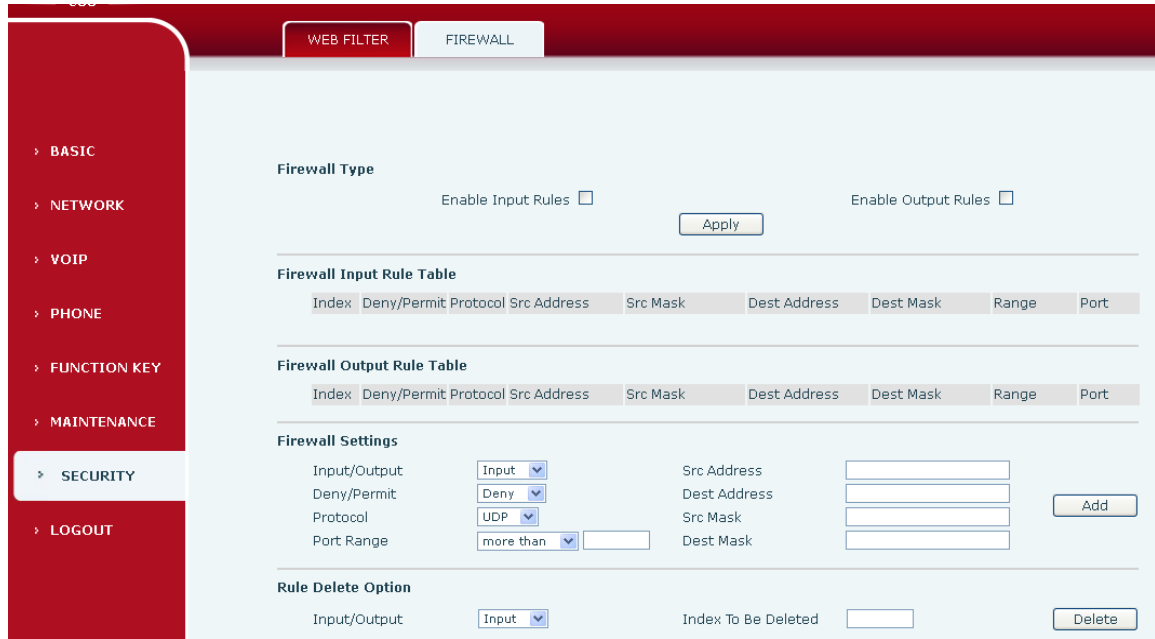 WEB FILTER FIREWALL
› BASIC
› NETWORK
› VOIP
› PHONE
› FUNCTION KEY
› MAINTENANCE
› SECURITY
› LOGOUT
Firewall Type
Enable Input Rules Enable Output Rules
Apply
Firewall Input Rule Table
Index Deny/Permit Protocol Src Address Src Mask Dest Address Dest Mask Range Port
Firewall Output Rule Table
Index Deny/Permit Protocol Src Address Src Mask Dest Address Dest Mask Range Port
Firewall Settings
Input/Output Input Src Address
Deny/Permit Deny Dest Address
Protocol UDP Src Mask
Port Range more than Dest Mask
Add
Rule Delete Option
Input/Output Input Index To Be Deleted Delete